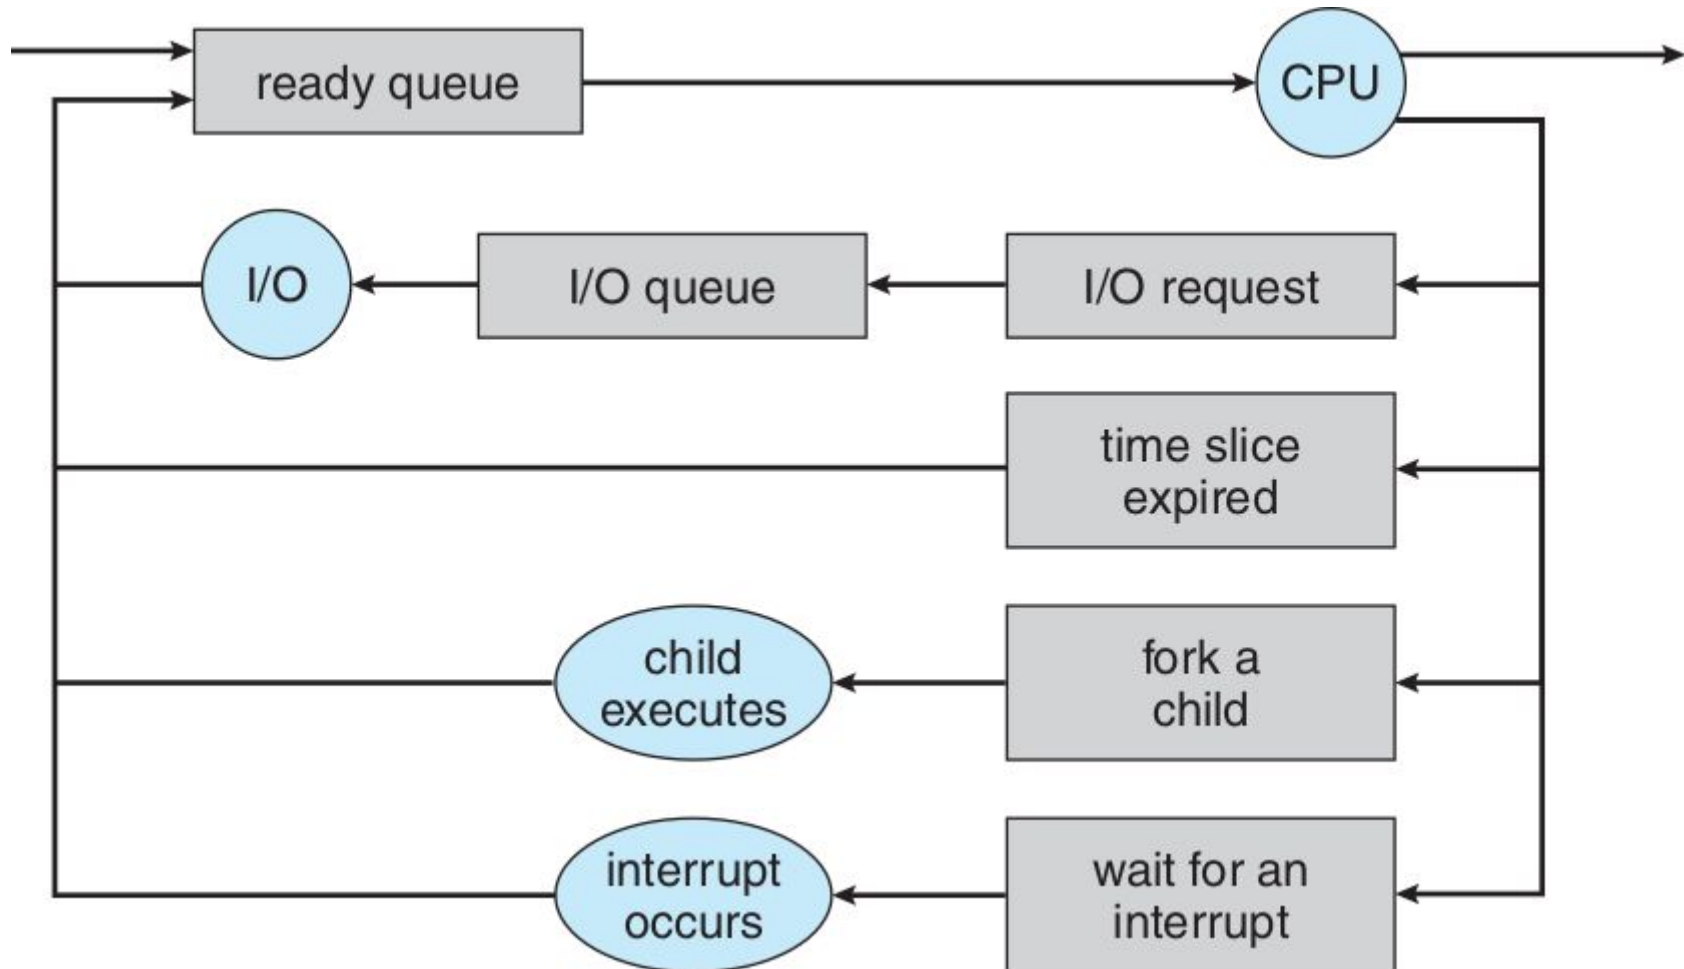 ready queue
CPU
I/O
I/O queue
I/O request
time slice
expired
child
executes
fork a
child
interrupt
occurs
wait for an
interrupt